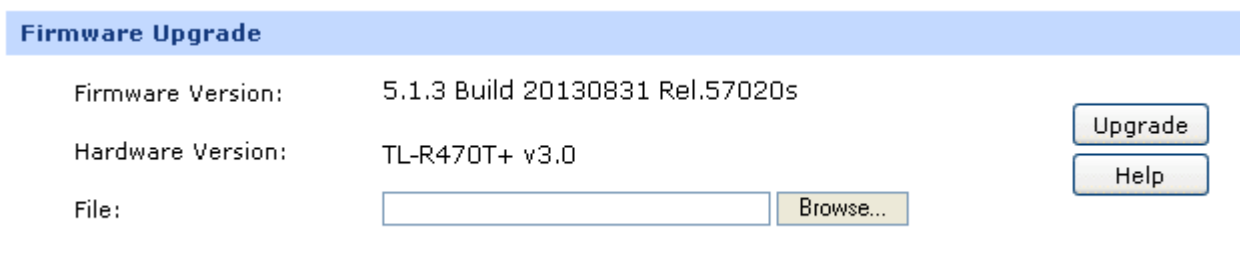 Firmware Upgrade
Firmware Version: 5.1.3 Build 20130831 Rel.57020s
Upgrade
Hardware Version: TL-R470T+ v3.0
Help
File: Browse...